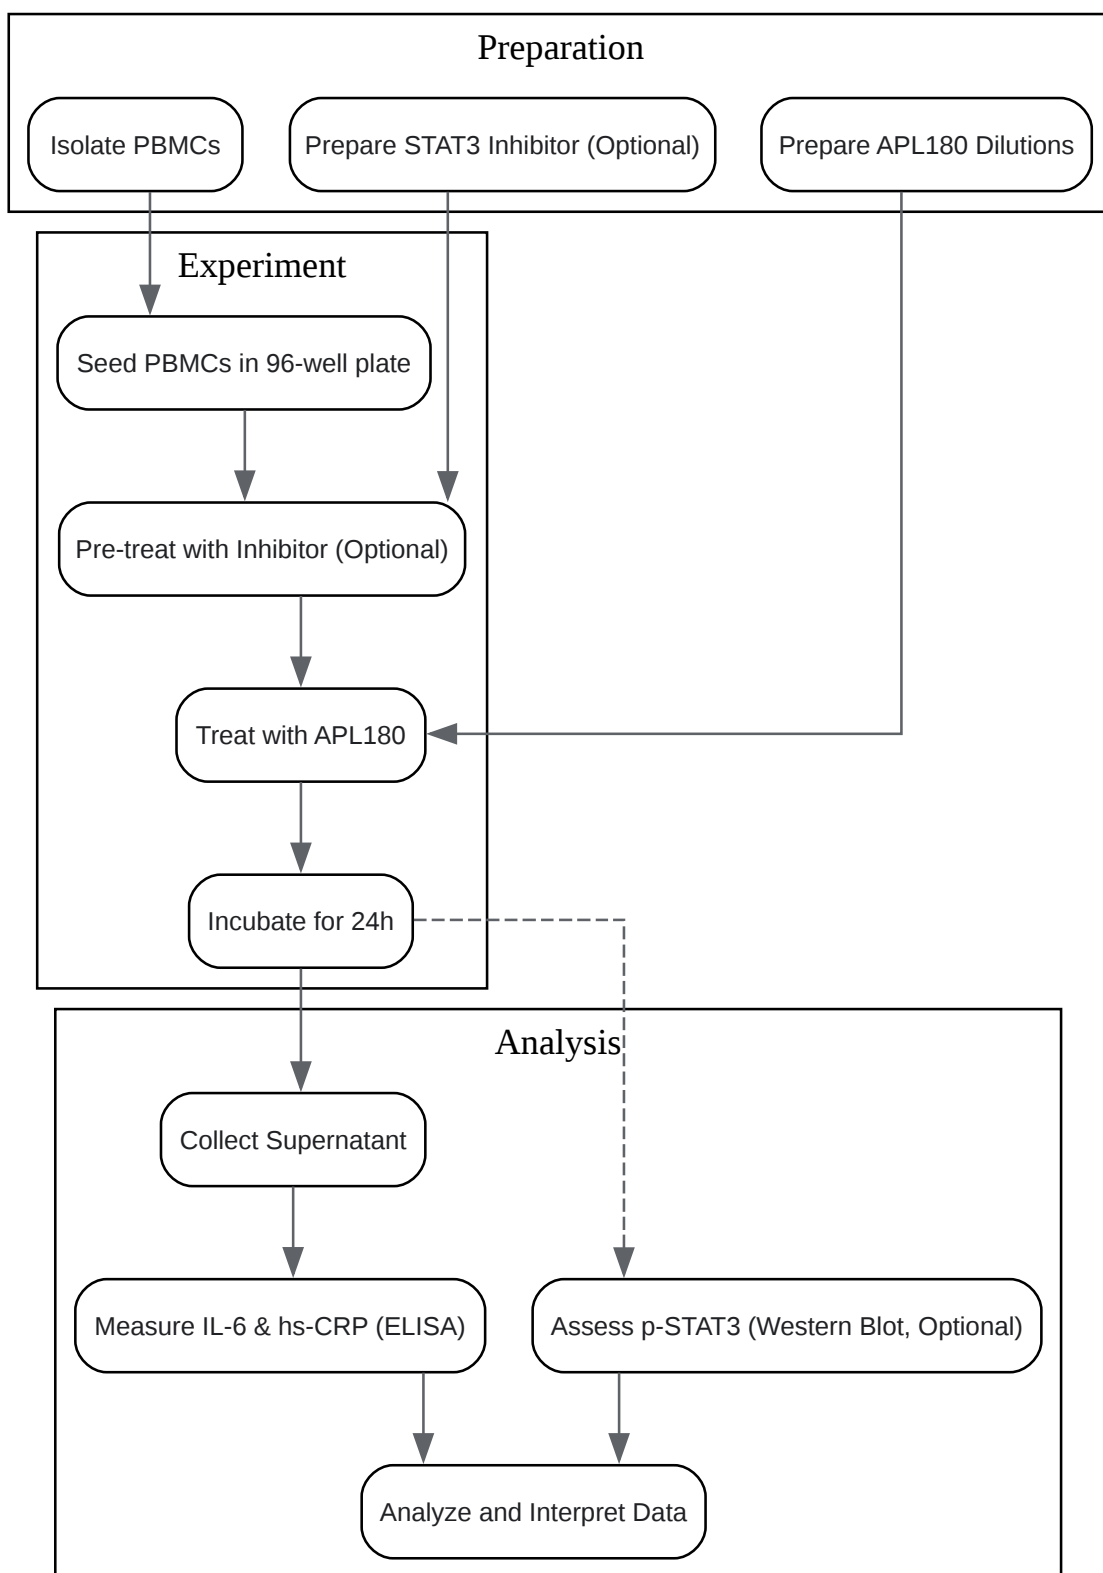 Preparation
Isolate PBMCs
Prepare STAT3 Inhibitor (Optional)
Prepare APL180 Dilutions
Experiment
Seed PBMCs in 96-well plate
Pre-treat with Inhibitor (Optional)
Treat with APL180
Incubate for 24h
Analysis
Collect Supernatant
Measure IL-6 & hs-CRP (ELISA)
Assess p-STAT3 (Western Blot, Optional)
Analyze and Interpret Data